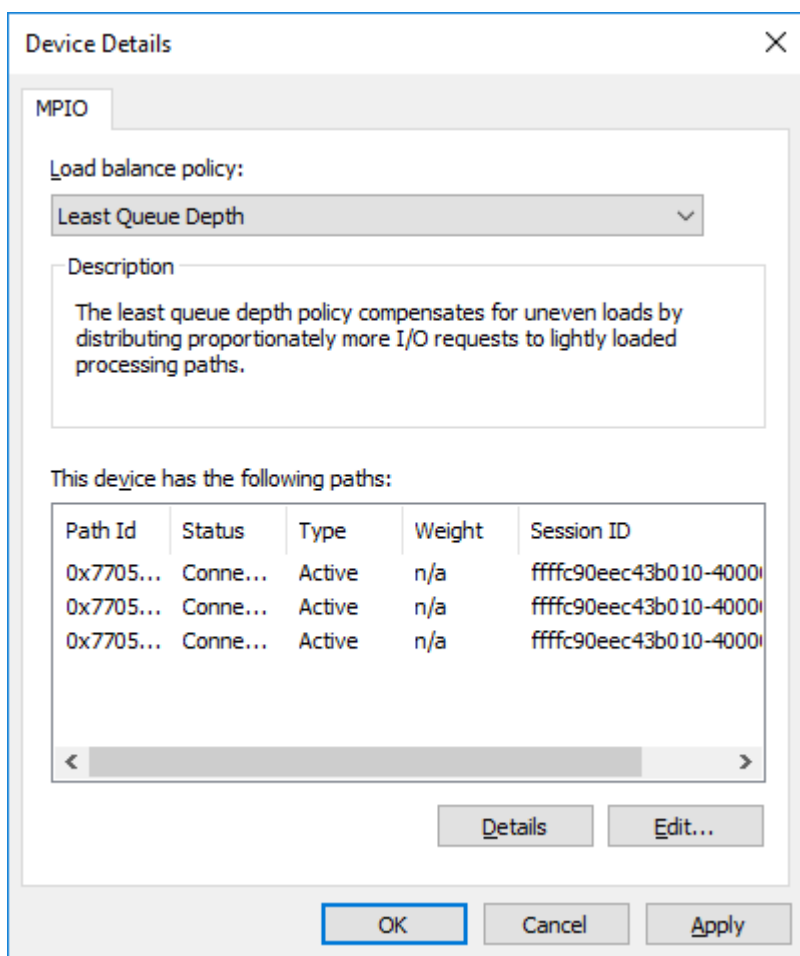 Device Details
MPIO
Load balance policy:
Least Queue Depth
Description
The least queue depth policy compensates for uneven loads by
distributing proportionately more I/O requests to lightly loaded
processing paths.
This device has the following paths:
Path Id Status Type Weight Session ID
0x7705... Conne... Active n/a ffffc90eec43b010-4000
0x7705... Conne... Active n/a ffffc90eec43b010-4000
0x7705... Conne... Active n/a ffffc90eec43b010-4000
Details Edit...
OK Cancel Apply